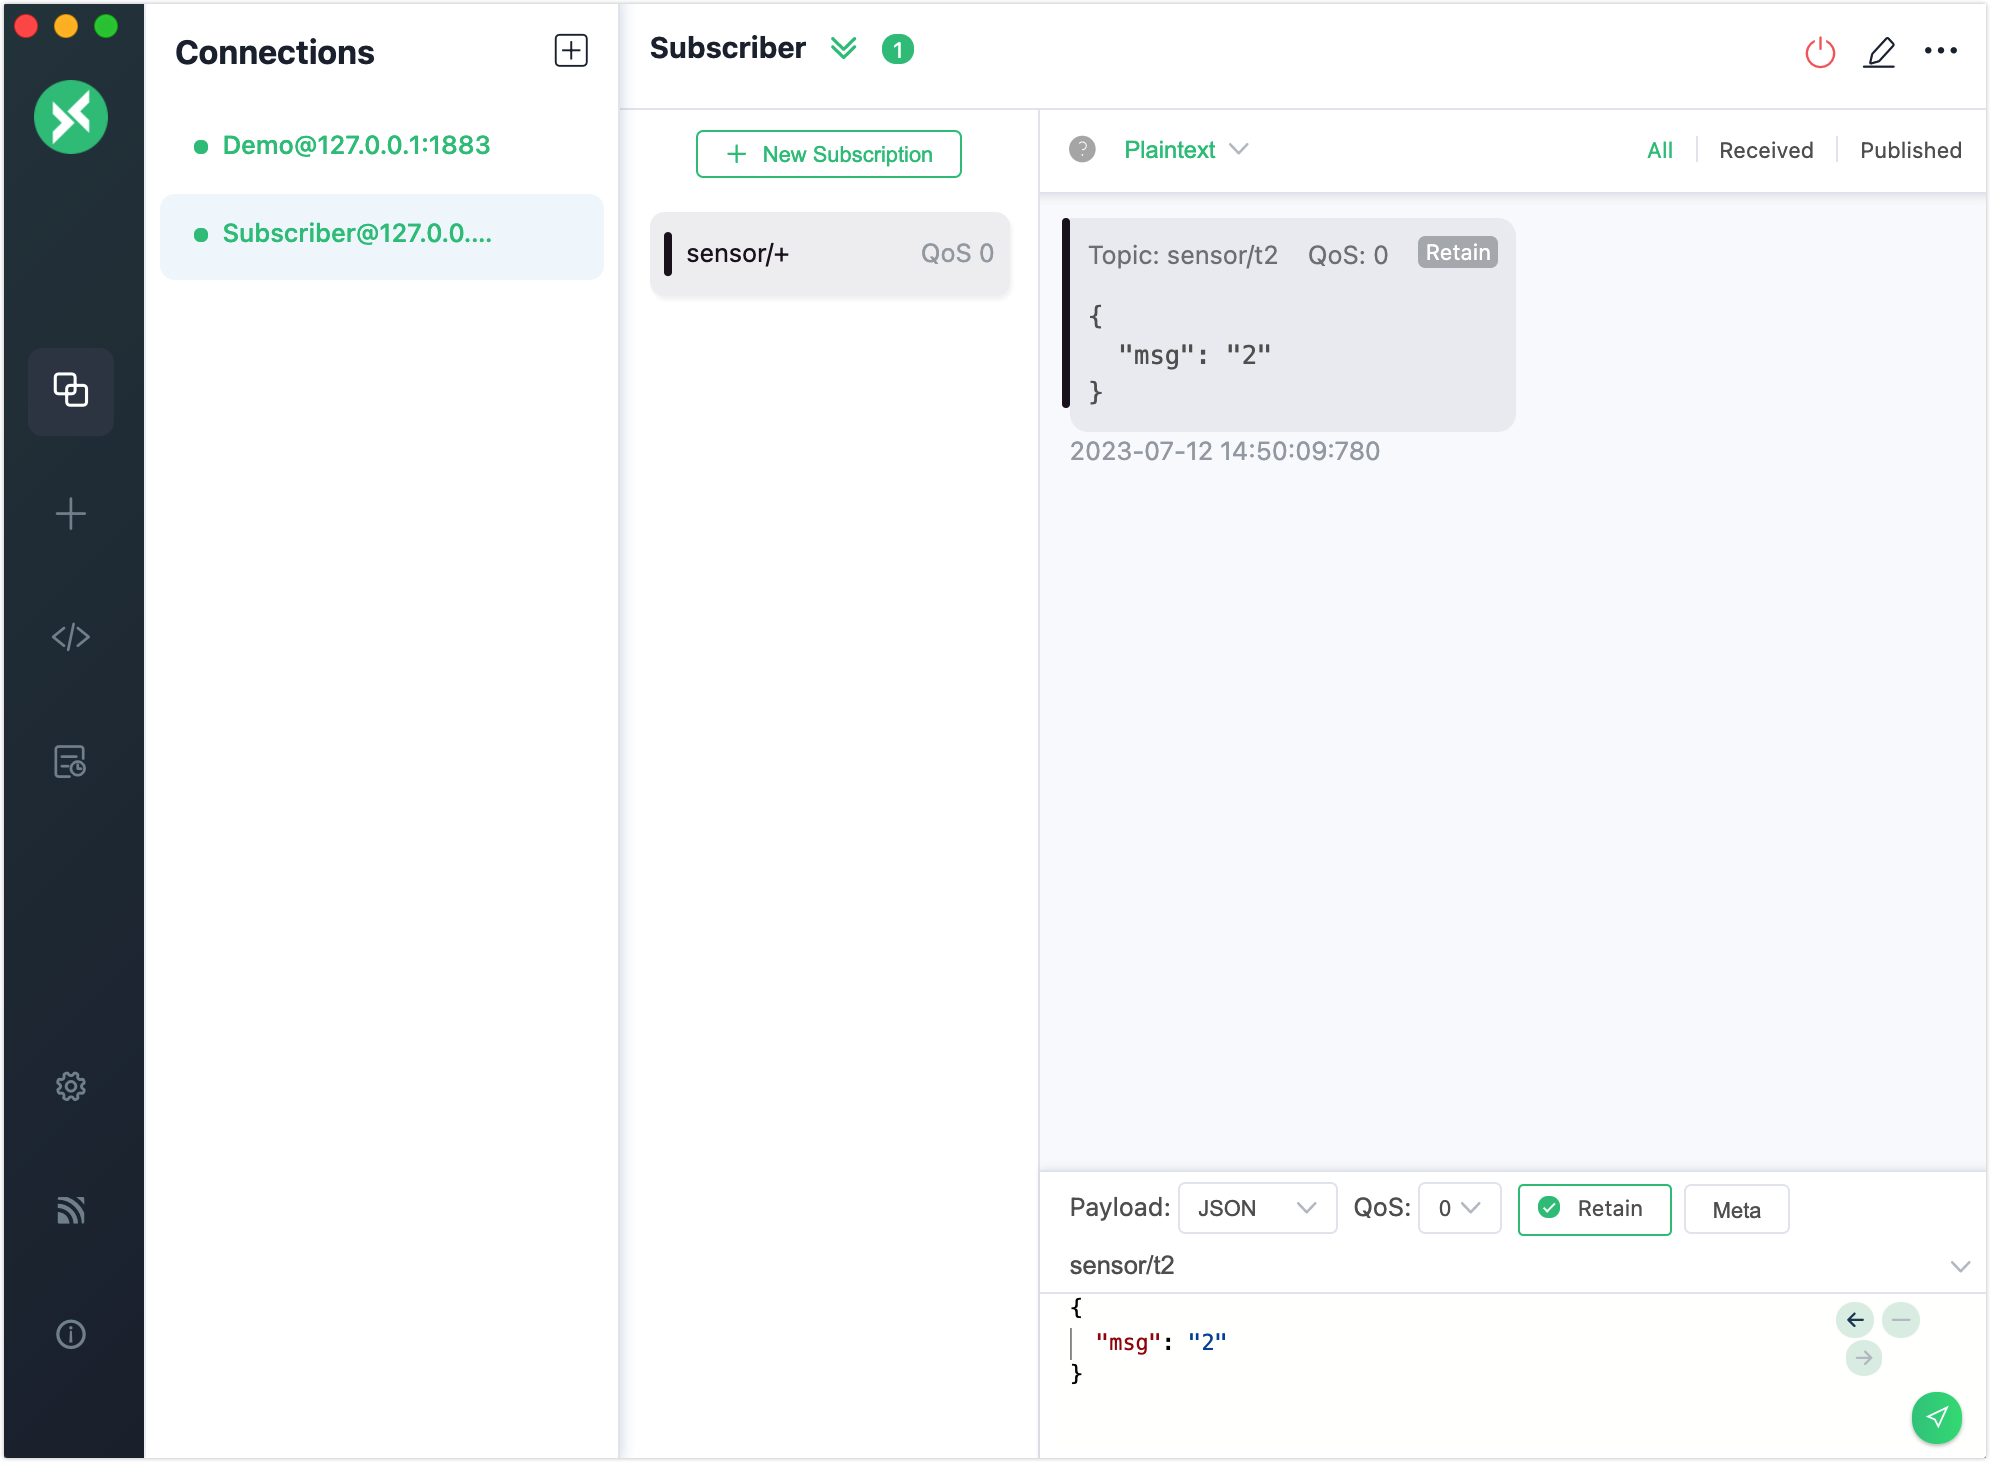 Connections
Demo@127.0.0.1:1883
Subscriber@127.0.0....
Subscriber 1
+ New Subscription
sensor/+ QoS 0
? Plaintext All Received Published
Topic: sensor/t2 QoS: 0 Retain
{
"msg": "2"
}
2023-07-12 14:50:09:780
Payload: JSON QoS: 0 Retain Meta
sensor/t2
{
"msg": "2"
}